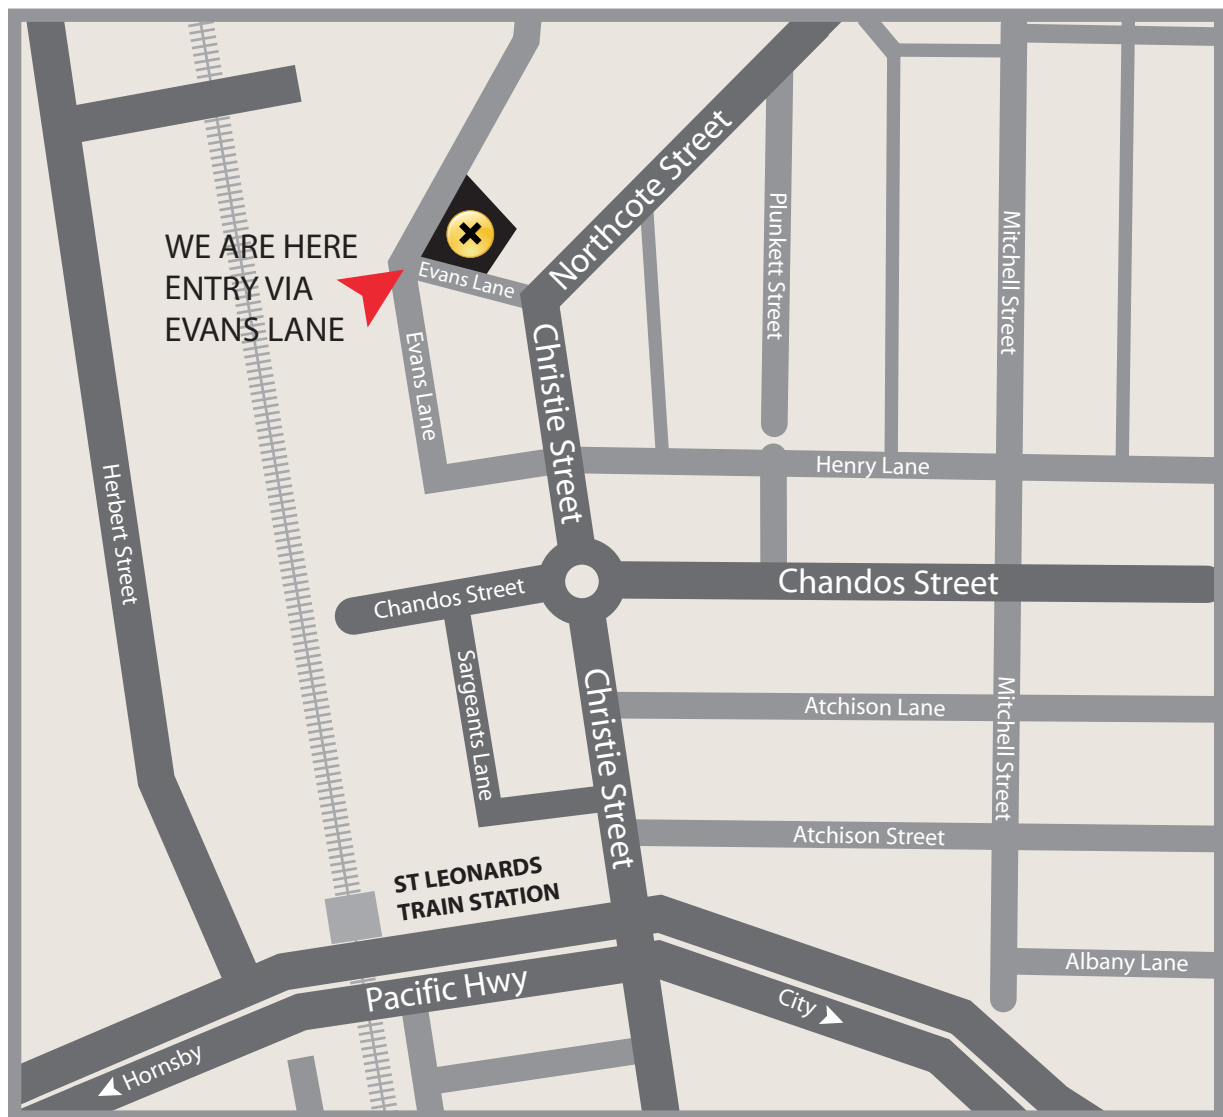 Northcote Street
Plunkett Street
Mitchell Street
WE ARE HERE
ENTRY VIA
EVANS LANE
Evans Lane
Evans Lane
Christie Street
Henry Lane
Herbert Street
Chandos Street
Chandos Street
Sargeants Lane
Christie Street
Atchison Lane
Mitchell Street
Atchison Street
ST LEONARDS
TRAIN STATION
Albany Lane
Pacific Hwy
City
Hornsby